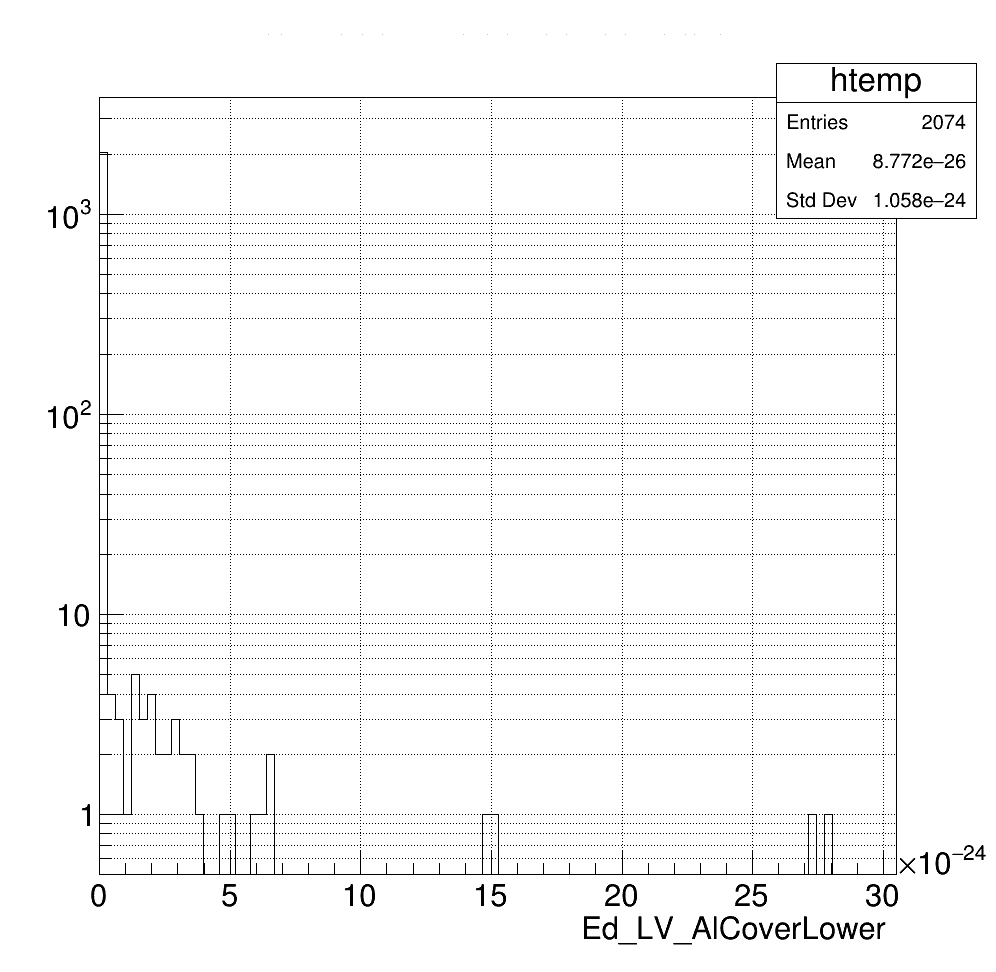 htemp
Entries 2074
Mean 8.772e−26
Std Dev 1.058e−24
10³
10²
10
1
0 5 10 15 20 25 30 ×10⁻²⁴
Ed_LV_AlCoverLower